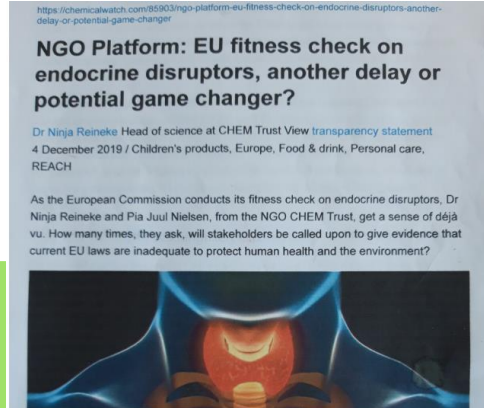 https://chemicalwatch.com/85903/ngo-platform-eu-fitness-check-on-endocrine-disruptors-another-
delay-or-potential-game-changer
NGO Platform: EU fitness check on
endocrine disruptors, another delay or
potential game changer?
Dr Ninja Reineke Head of science at CHEM Trust View transparency statement
4 December 2019 / Children's products, Europe, Food & drink, Personal care,
REACH
As the European Commission conducts its fitness check on endocrine disruptors, Dr
Ninja Reineke and Pia Juul Nielsen, from the NGO CHEM Trust, get a sense of déjà
vu. How many times, they ask, will stakeholders be called upon to give evidence that
current EU laws are inadequate to protect human health and the environment?